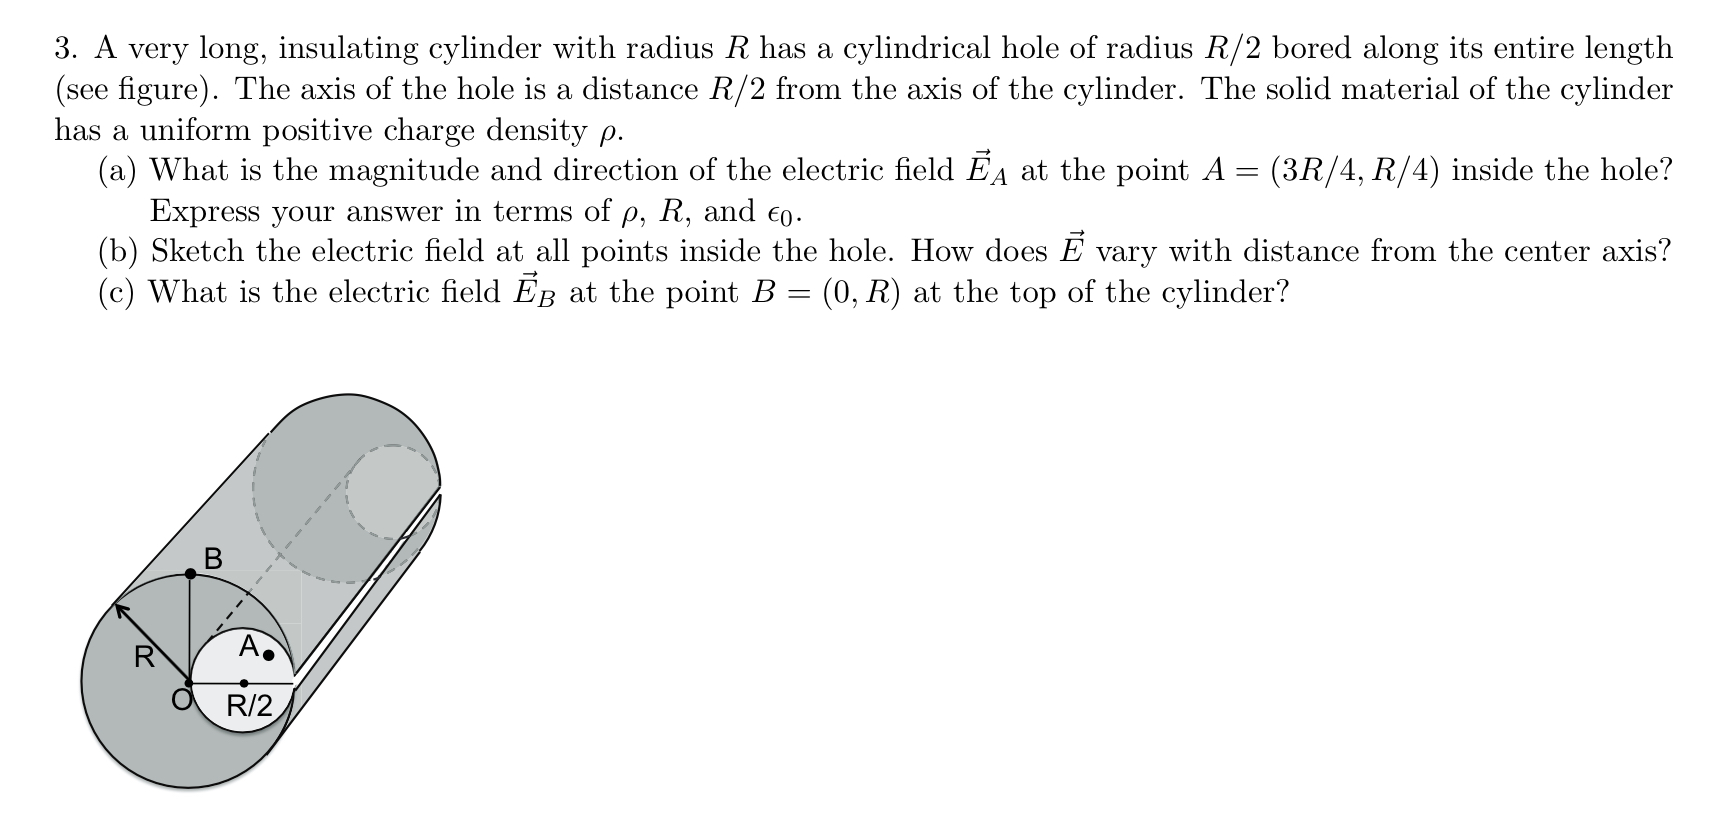 3. A very long, insulating cylinder with radius R has a cylindrical hole of radius R/2 bored along its entire length
(see figure). The axis of the hole is a distance R/2 from the axis of the cylinder. The solid material of the cylinder
has a uniform positive charge density ρ.
(a) What is the magnitude and direction of the electric field $\vec{E}_A$ at the point A = (3R/4, R/4) inside the hole?
Express your answer in terms of ρ, R, and ϵ₀.
(b) Sketch the electric field at all points inside the hole. How does $\vec{E}$ vary with distance from the center axis?
(c) What is the electric field $\vec{E}_B$ at the point B = (0, R) at the top of the cylinder?
B
A
R
O
R/2